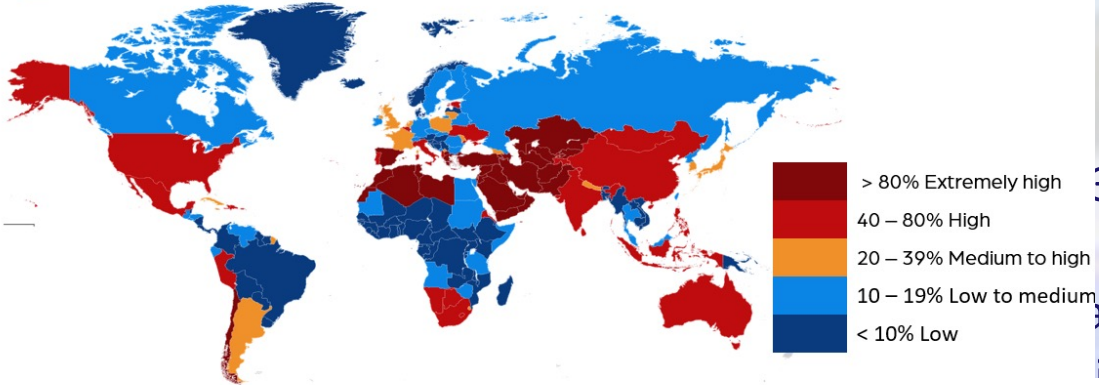 > 80% Extremely high
40 – 80% High
20 – 39% Medium to high
10 – 19% Low to medium
< 10% Low